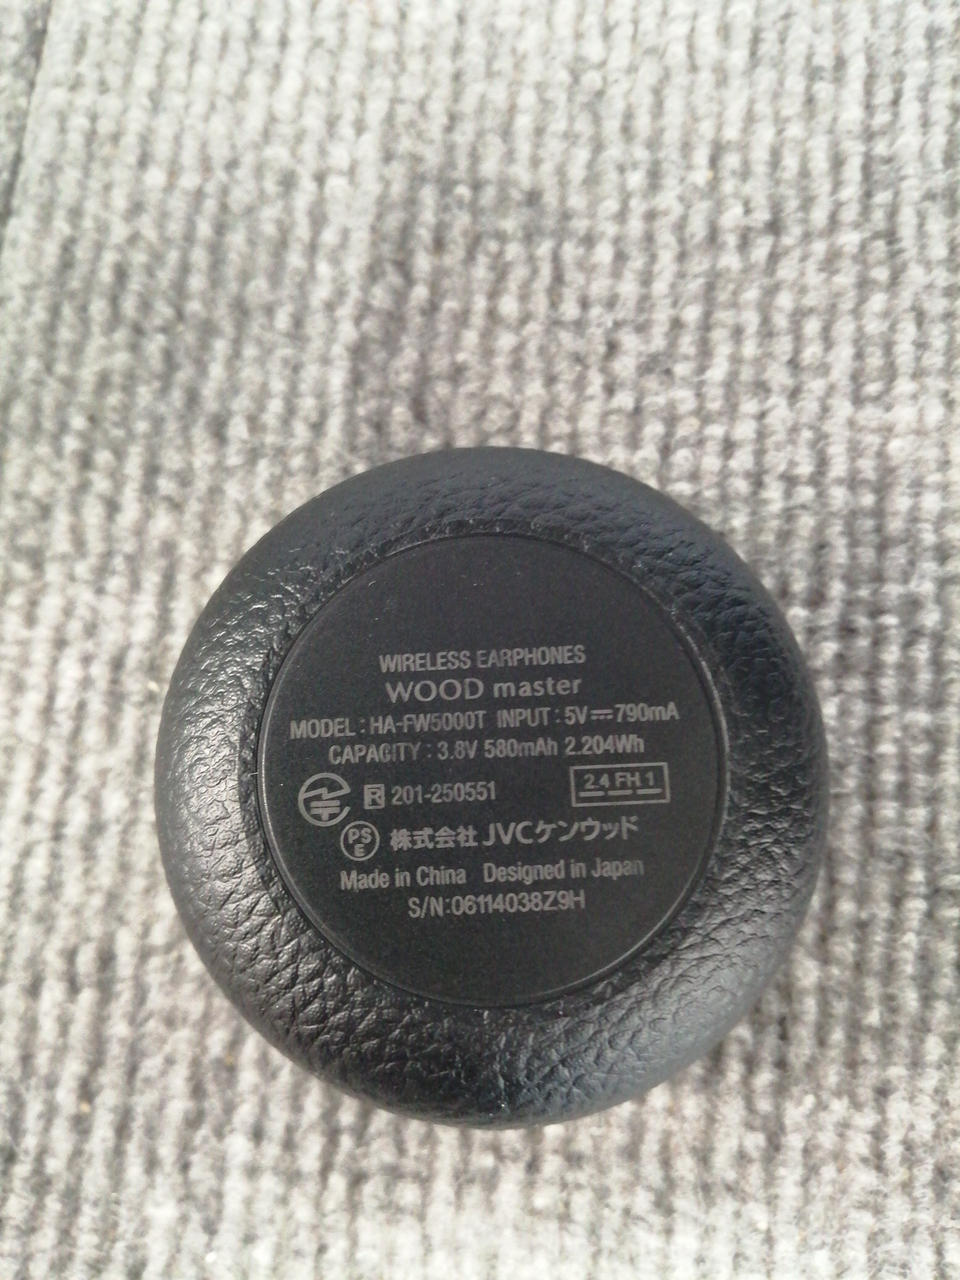 WIRELESS EARPHONES
WOOD master
MODEL : HA-FW5000T INPUT : 5V⎓790mA
CAPACITY : 3.8V 580mAh 2.204Wh
R 201-250551 2.4 FH 1
PS E 株式会社 JVCケンウッド
Made in China Designed in Japan
S/N:06114038Z9H